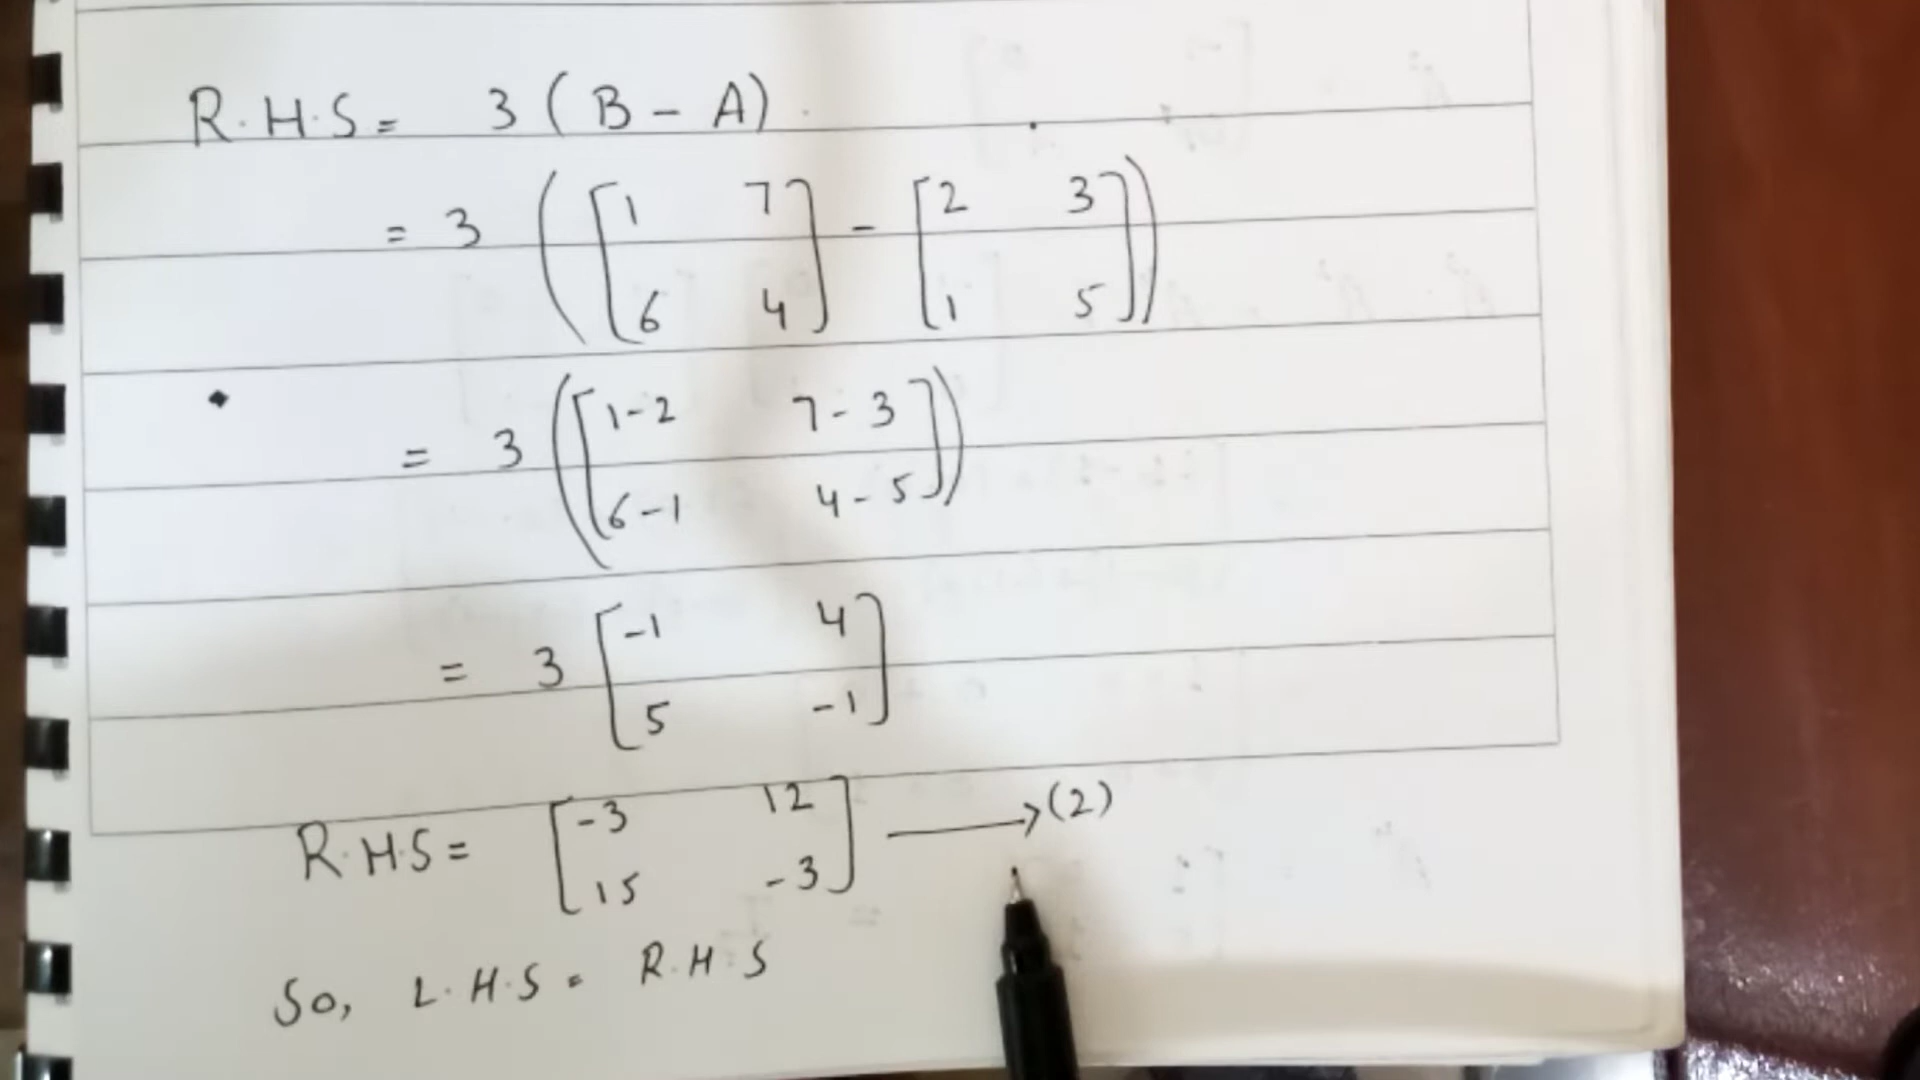 R.H.S = 3 ( B - A )
= 3 ( [ 1 7
6 4 ] - [ 2 3
1 5 ] )
= 3 ( [ 1-2 7-3
6-1 4-5 ] )
= 3 [ -1 4
5 -1 ]
R.H.S = [ -3 12
15 -3 ] → (2)
So, L.H.S = R.H.S